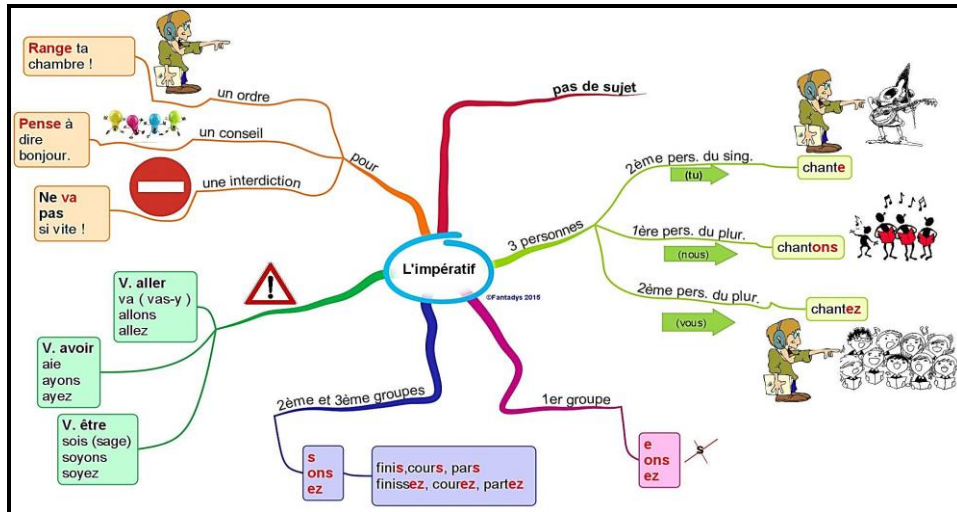 L'impératif
©Fantadys 2015
pas de sujet
3 personnes
2ème pers. du sing.
(tu)
chante
1ère pers. du plur.
(nous)
chantons
2ème pers. du plur.
(vous)
chantez
1er groupe
e
ons
ez
s
2ème et 3ème groupes
s
ons
ez
finis,cours, pars
finissez, courez, partez
V. aller
va ( vas-y )
allons
allez
V. avoir
aie
ayons
ayez
V. être
sois (sage)
soyons
soyez
pour
un ordre
Range ta
chambre !
un conseil
Pense à
dire
bonjour.
une interdiction
Ne va
pas
si vite !